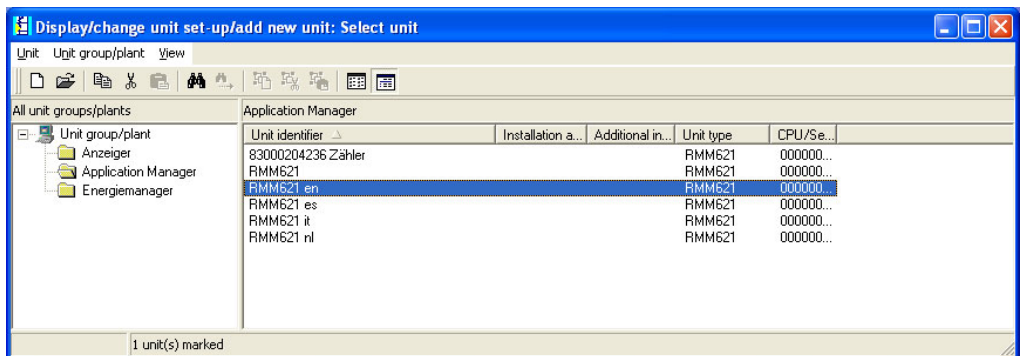 Display/change unit set-up/add new unit: Select unit
Unit Unit group/plant View
All unit groups/plants Application Manager
Unit group/plant
Anzeiger
Application Manager
Energiemanager
Unit identifier Installation a... Additional in... Unit type CPU/Se...
83000204236 Zähler RMM621 000000...
RMM621 RMM621 000000...
RMM621 en RMM621 000000...
RMM621 es RMM621 000000...
RMM621 it RMM621 000000...
RMM621 nl RMM621 000000...
1 unit(s) marked